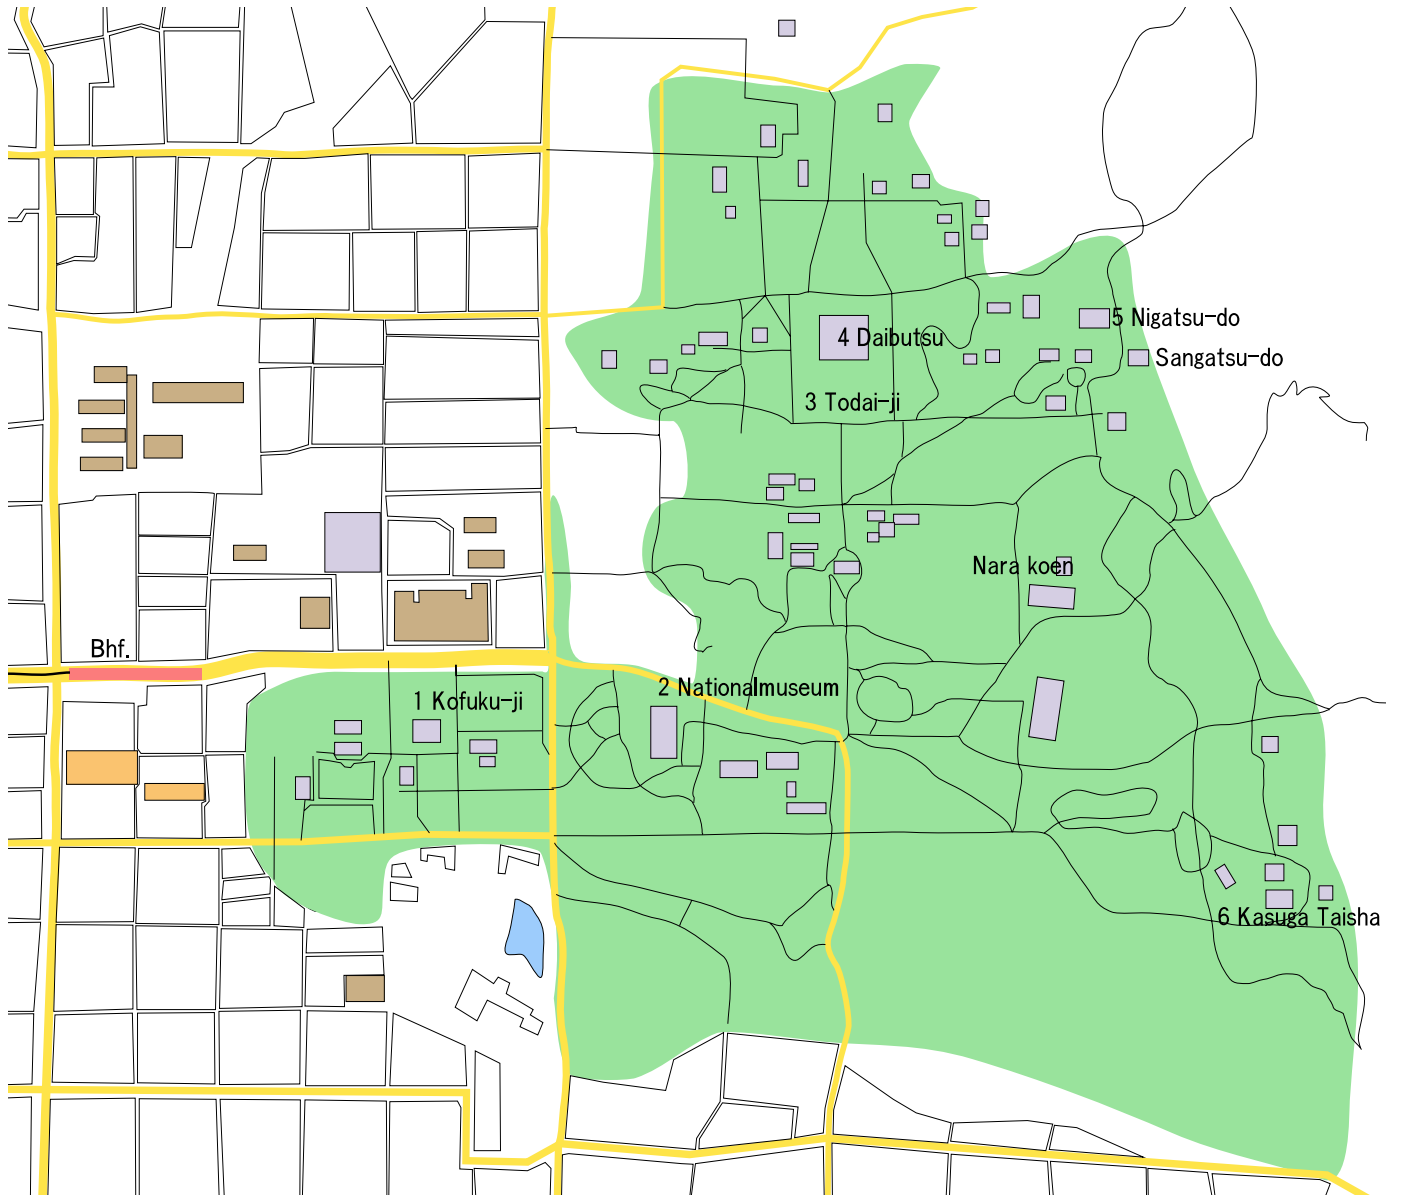 5 Nigatsu-do
4 Daibutsu
Sangatsu-do
3 Todai-ji
Nara koen
Bhf.
2 Nationalmuseum
1 Kofuku-ji
6 Kasuga Taisha